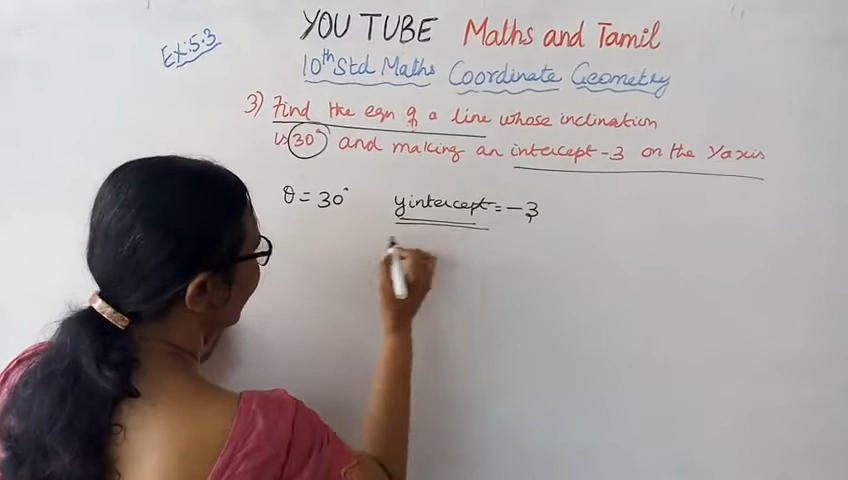 YOU TUBE Maths and Tamil
Ex:5.3
10th Std Maths Coordinate Geometry
3) Find the eqn of a line whose inclination
is 30° and making an intercept -3 on the Y axis
θ = 30° y intercept = -3